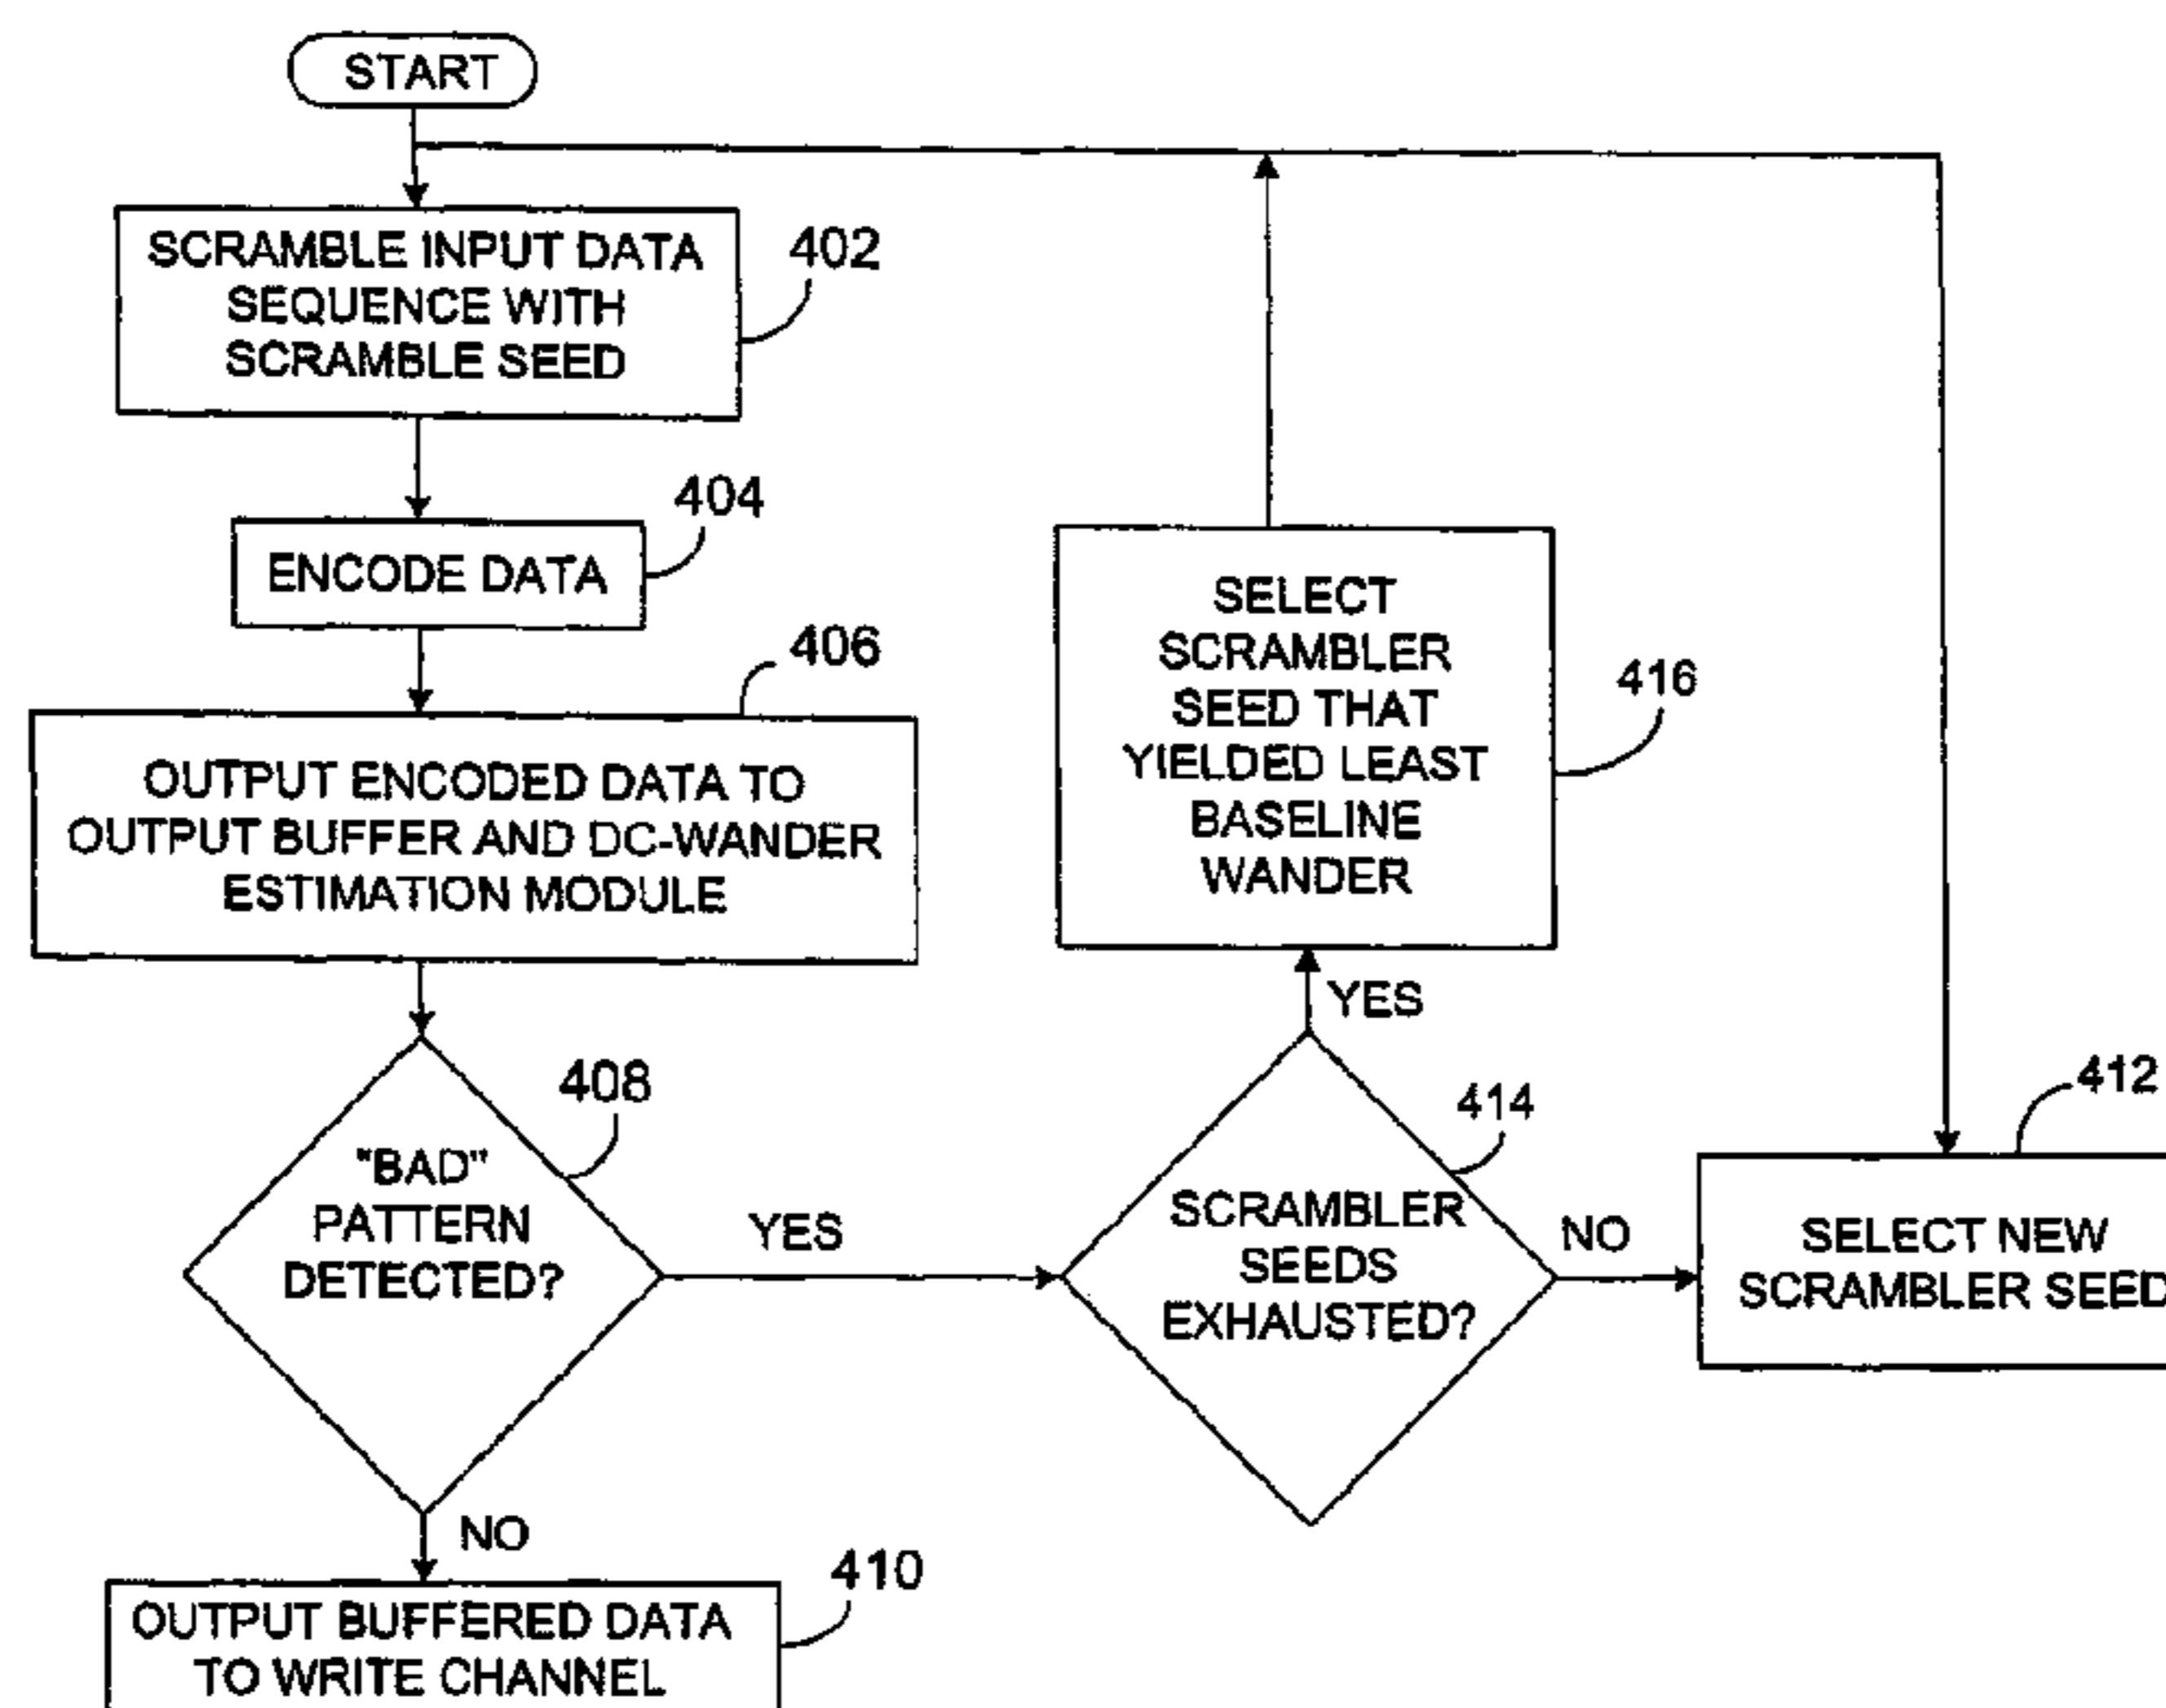 START
SCRAMBLE INPUT DATA
SEQUENCE WITH
SCRAMBLE SEED
402
ENCODE DATA
404
406
OUTPUT ENCODED DATA TO
OUTPUT BUFFER AND DC-WANDER
ESTIMATION MODULE
408
"BAD"
PATTERN
DETECTED?
YES
NO
410
OUTPUT BUFFERED DATA
TO WRITE CHANNEL
SELECT
SCRAMBLER
SEED THAT
YIELDED LEAST
BASELINE
WANDER
416
YES
414
SCRAMBLER
SEEDS
EXHAUSTED?
NO
412
SELECT NEW
SCRAMBLER SEED